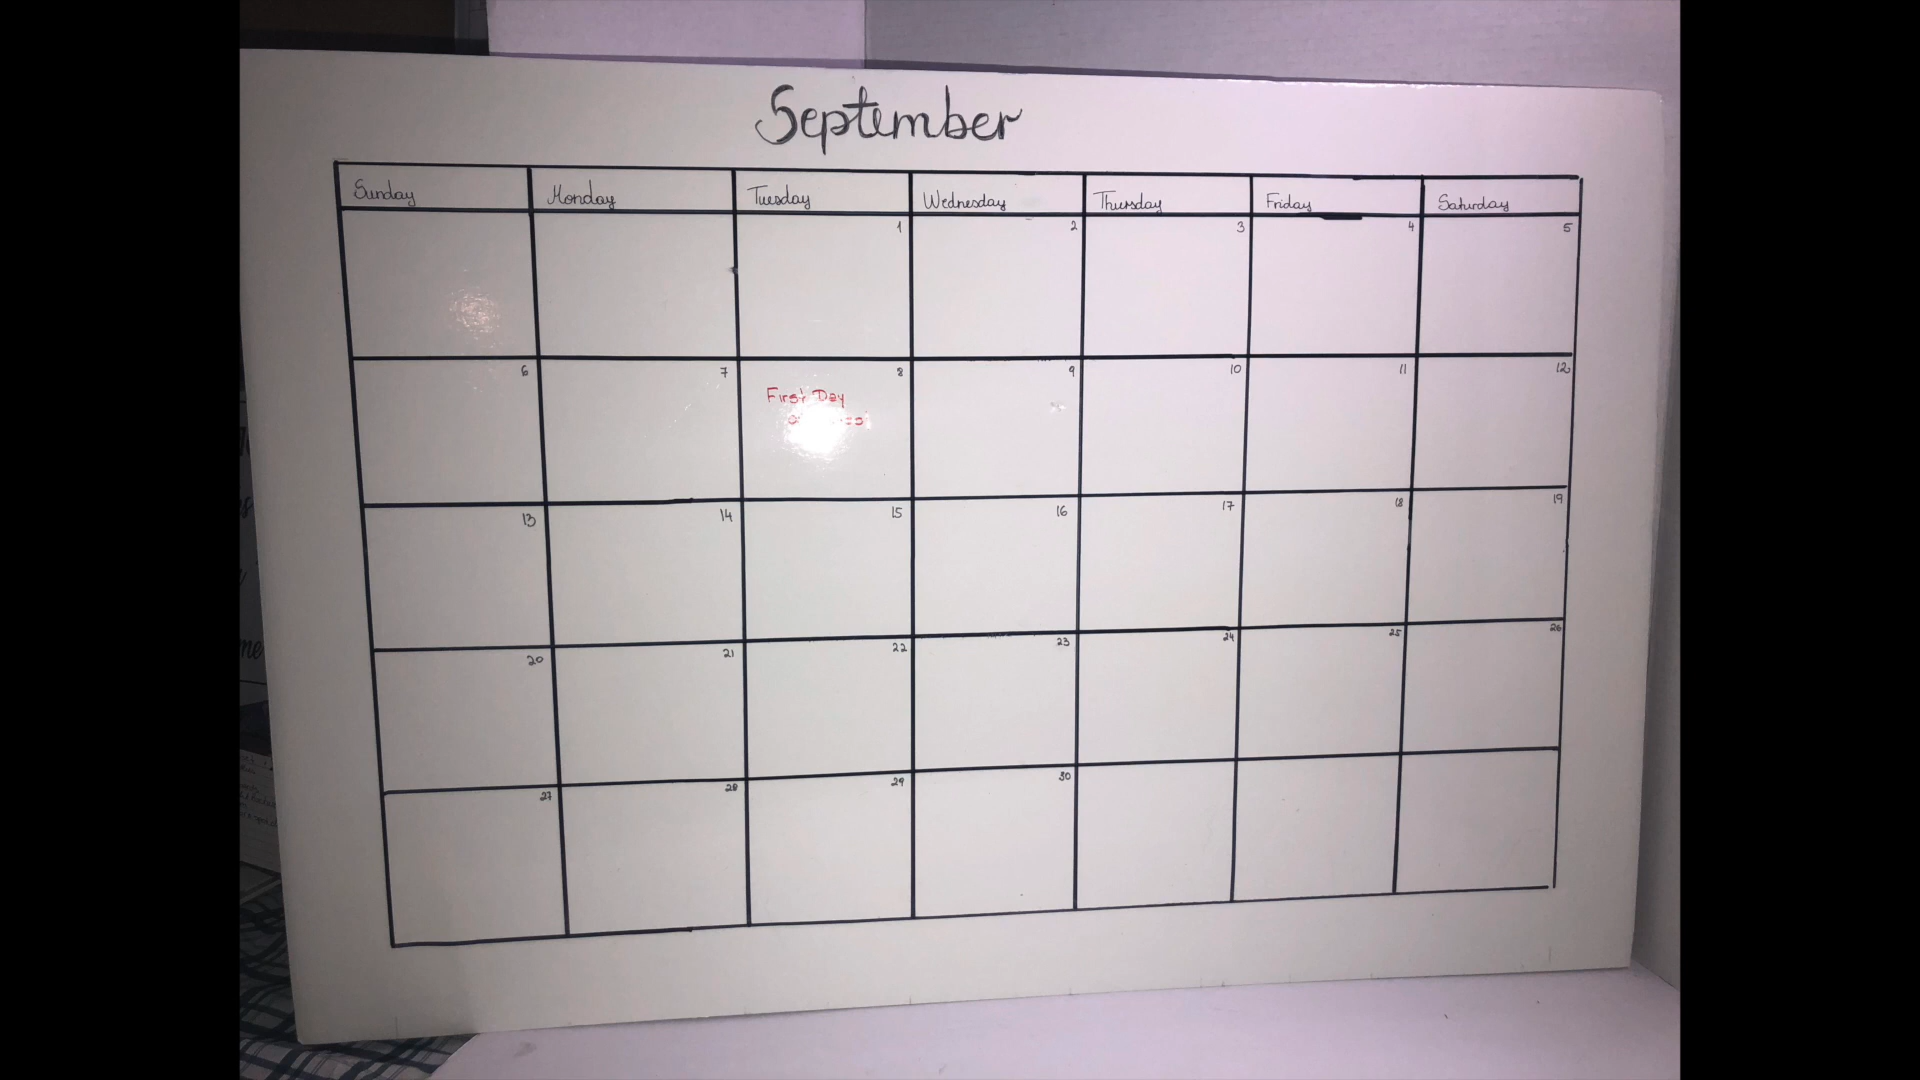 September
Sunday Monday Tuesday Wednesday Thursday Friday Saturday
1 2 3 4 5
6 7 8 9 10 11 12
First Day
13 14 15 16 17 18 19
20 21 22 23 24 25 26
27 28 29 30